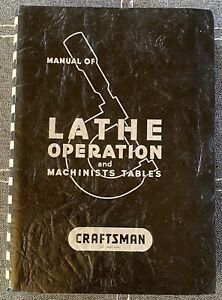 MANUAL OF
LATHE
OPERATION
and
MACHINISTS TABLES
CRAFTSMAN